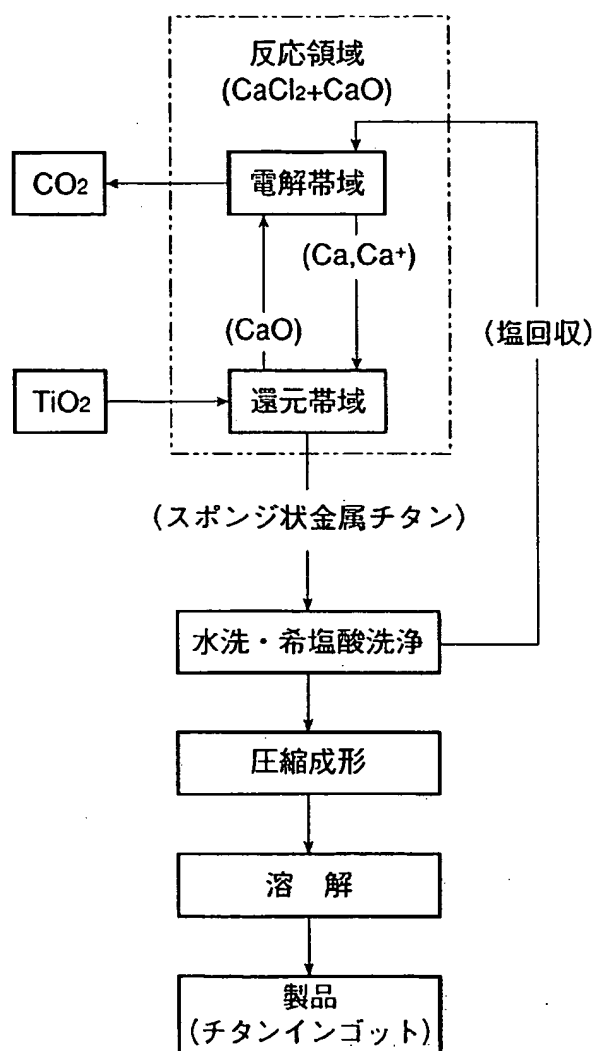 反応領域
(CaCl₂+CaO)
CO₂
電解帯域
(Ca,Ca⁺)
(CaO)
(塩回収)
TiO₂
還元帯域
(スポンジ状金属チタン)
水洗・希塩酸洗浄
圧縮成形
溶 解
製品
(チタンインゴット)